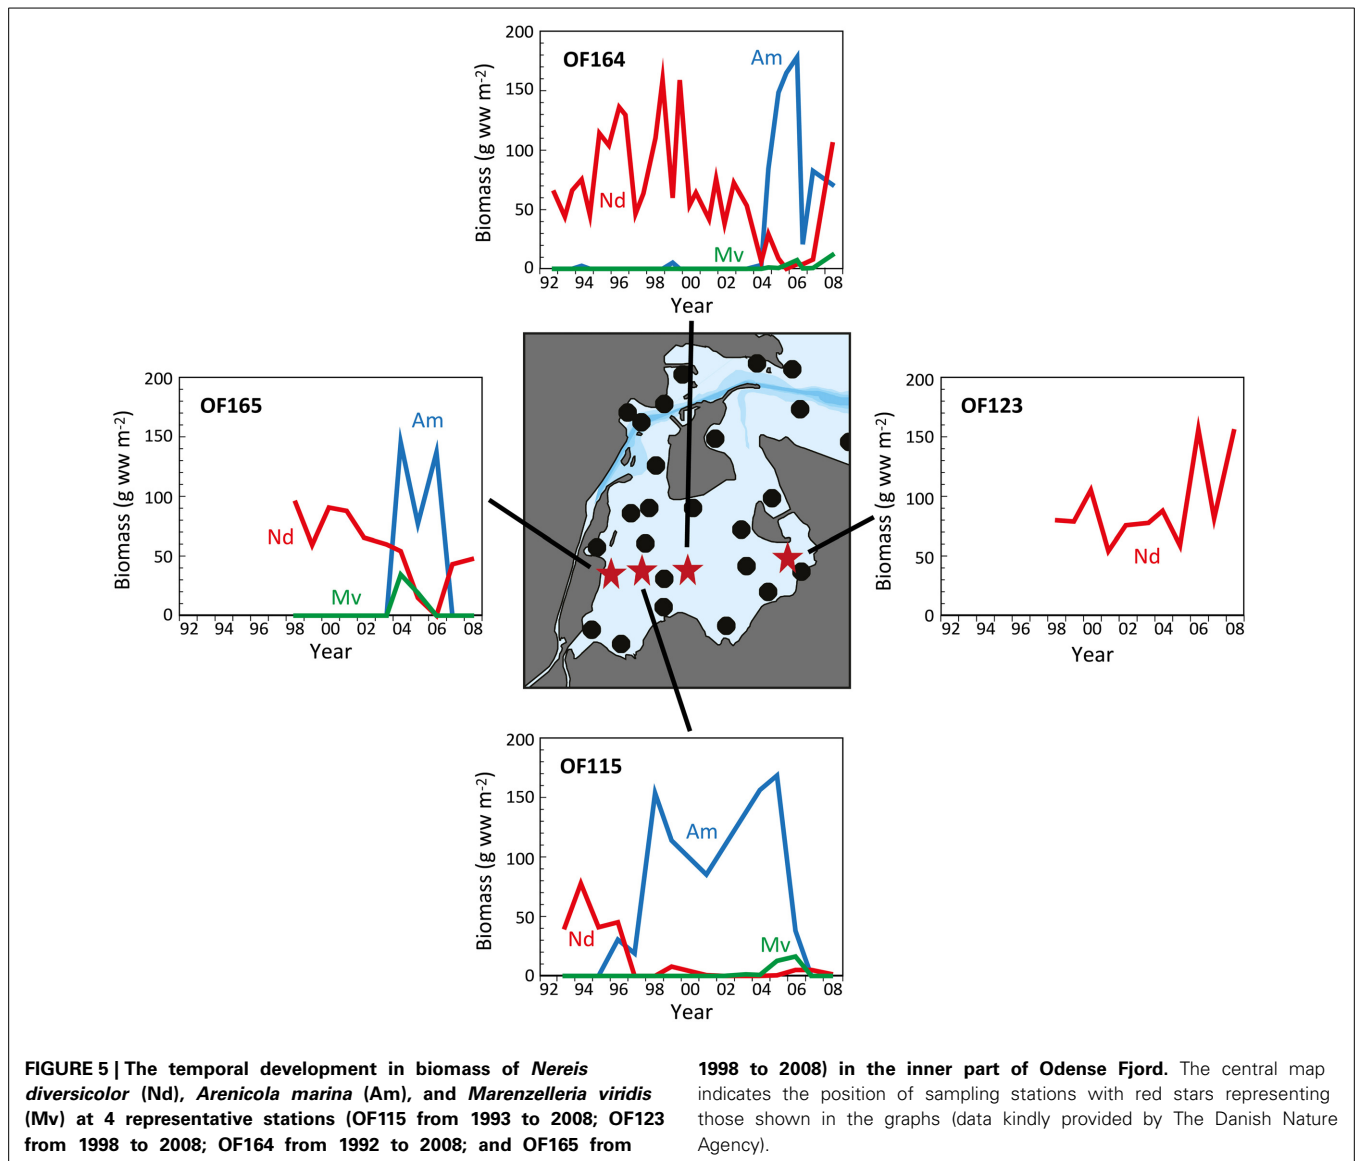 OF164
Am
Nd
Mv
Biomass (g ww m-2)
200
150
100
50
0
92 94 96 98 00 02 04 06 08
Year
OF165
Am
Nd
Mv
Biomass (g ww m-2)
200
150
100
50
0
92 94 96 98 00 02 04 06 08
Year
OF123
Nd
Biomass (g ww m-2)
200
150
100
50
0
92 94 96 98 00 02 04 06 08
Year
OF115
Am
Nd
Mv
Biomass (g ww m-2)
200
150
100
50
0
92 94 96 98 00 02 04 06 08
Year
FIGURE 5 | The temporal development in biomass of Nereis
diversicolor (Nd), Arenicola marina (Am), and Marenzelleria viridis
(Mv) at 4 representative stations (OF115 from 1993 to 2008; OF123
from 1998 to 2008; OF164 from 1992 to 2008; and OF165 from
1998 to 2008) in the inner part of Odense Fjord. The central map
indicates the position of sampling stations with red stars representing
those shown in the graphs (data kindly provided by The Danish Nature
Agency).